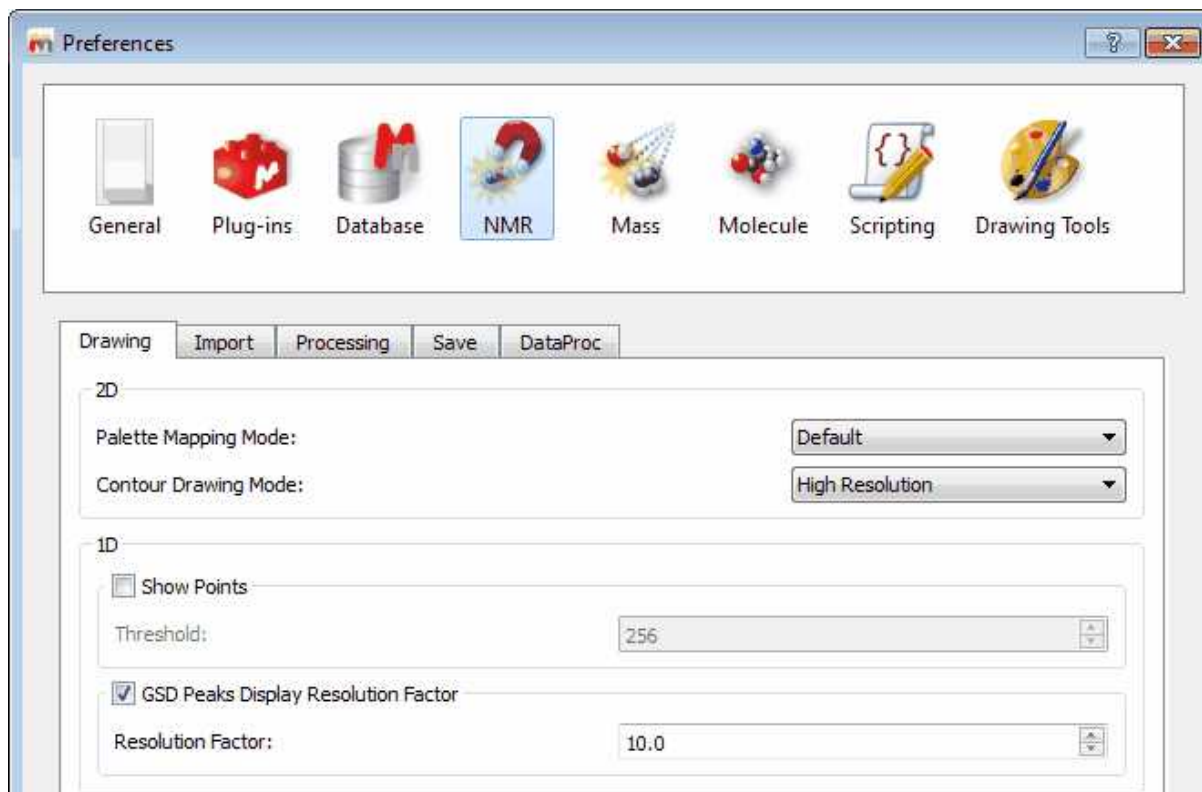 Preferences
General Plug-ins Database NMR Mass Molecule Scripting Drawing Tools
Drawing Import Processing Save DataProc
2D
Palette Mapping Mode: Default
Contour Drawing Mode: High Resolution
1D
Show Points
Threshold: 256
GSD Peaks Display Resolution Factor
Resolution Factor: 10.0